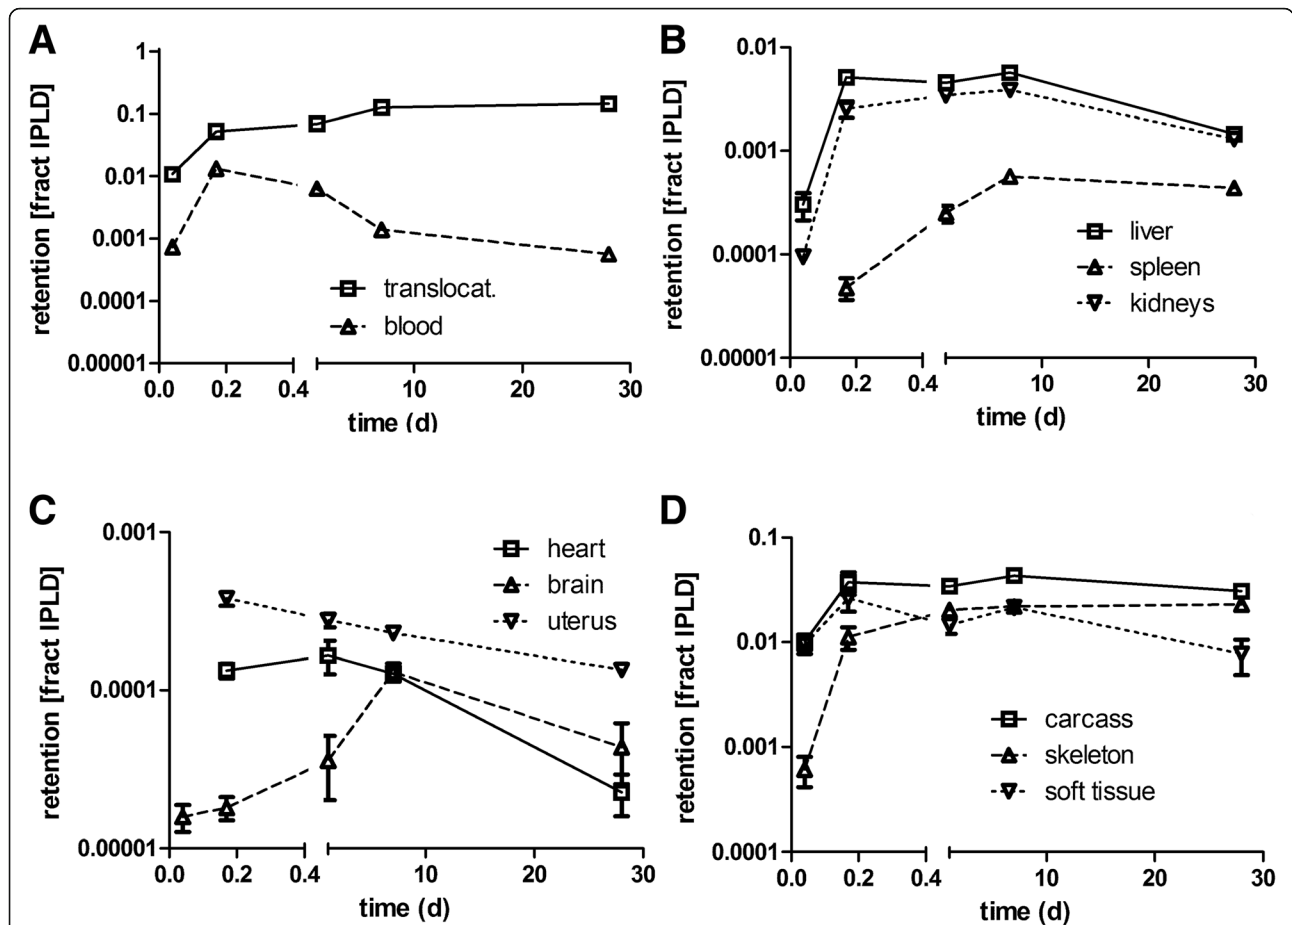 A
retention [fract IPLD]
1
0.1
0.01
0.001
0.0001
0.00001
translocat.
blood
0.0 0.2 0.4 10 20 30
time (d)
B
retention [fract IPLD]
0.01
0.001
0.0001
0.00001
liver
spleen
kidneys
0.0 0.2 0.4 10 20 30
time (d)
C
retention [fract IPLD]
0.001
0.0001
0.00001
heart
brain
uterus
0.0 0.2 0.4 10 20 30
time (d)
D
retention [fract IPLD]
0.1
0.01
0.001
0.0001
carcass
skeleton
soft tissue
0.0 0.2 0.4 10 20 30
time (d)